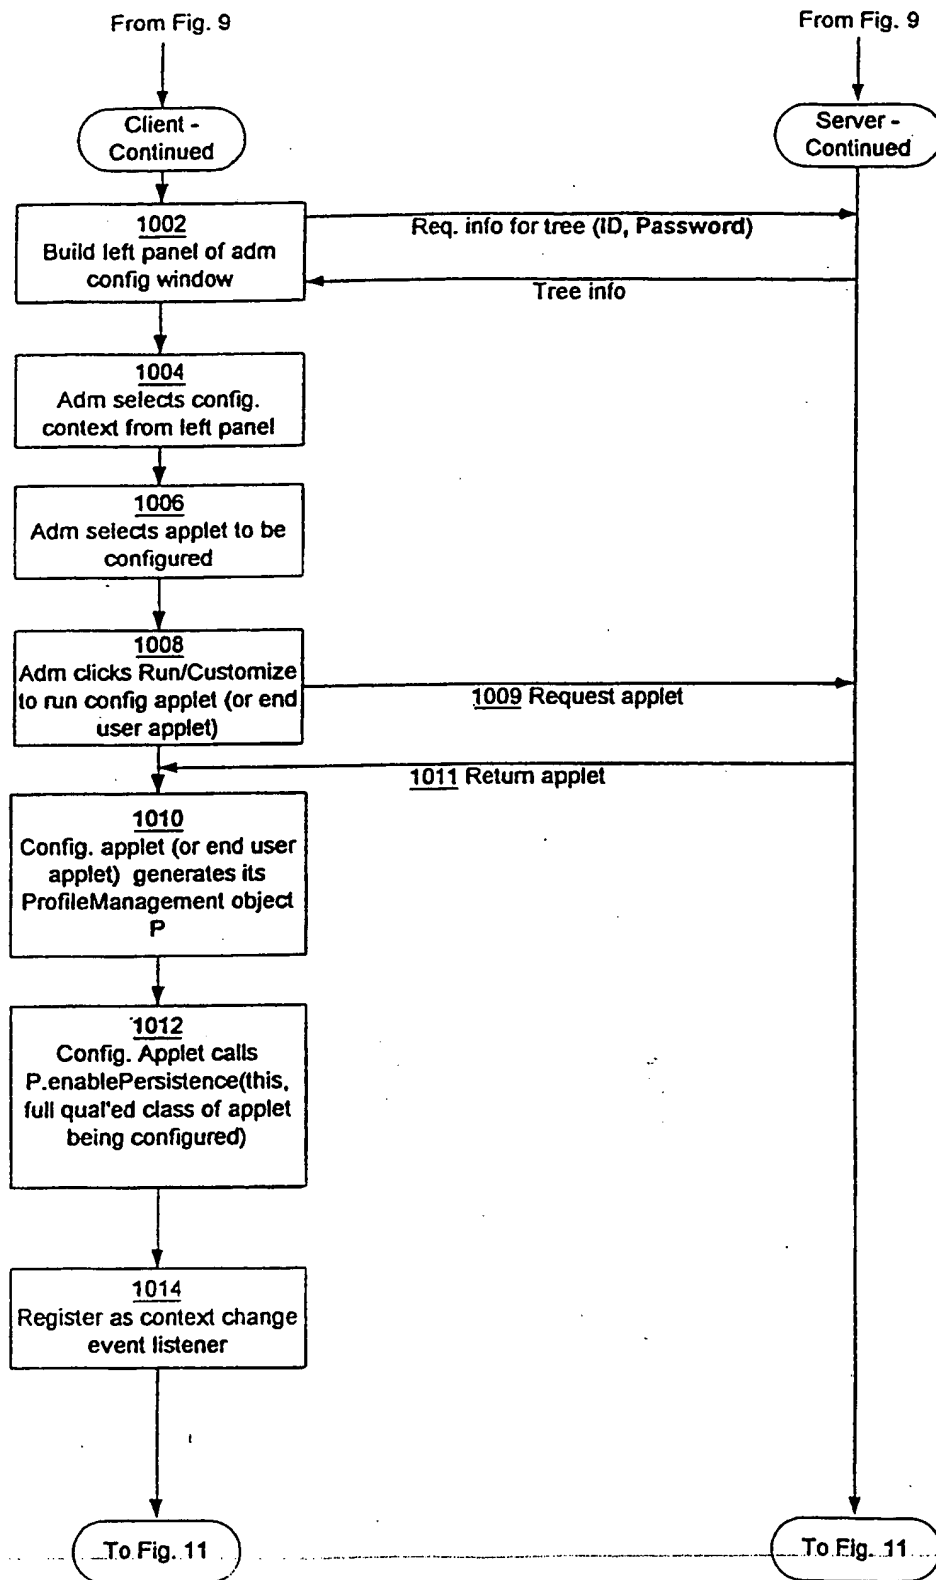 From Fig. 9
From Fig. 9
Client -
Continued
Server -
Continued
1002
Build left panel of adm
config window
Req. info for tree (ID, Password)
Tree info
1004
Adm selects config.
context from left panel
1006
Adm selects applet to be
configured
1008
Adm clicks Run/Customize
to run config applet (or end
user applet)
1009 Request applet
1011 Return applet
1010
Config. applet (or end user
applet) generates its
ProfileManagement object
P
1012
Config. Applet calls
P.enablePersistence(this,
full qual'ed class of applet
being configured)
1014
Register as context change
event listener
To Fig. 11
To Fig. 11